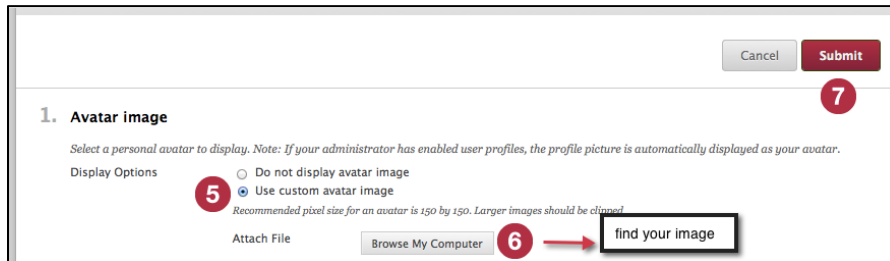 Cancel Submit
7
1. Avatar image
Select a personal avatar to display. Note: If your administrator has enabled user profiles, the profile picture is automatically displayed as your avatar.
Display Options Do not display avatar image
5 Use custom avatar image
Recommended pixel size for an avatar is 150 by 150. Larger images should be clipped
Attach File Browse My Computer 6 find your image